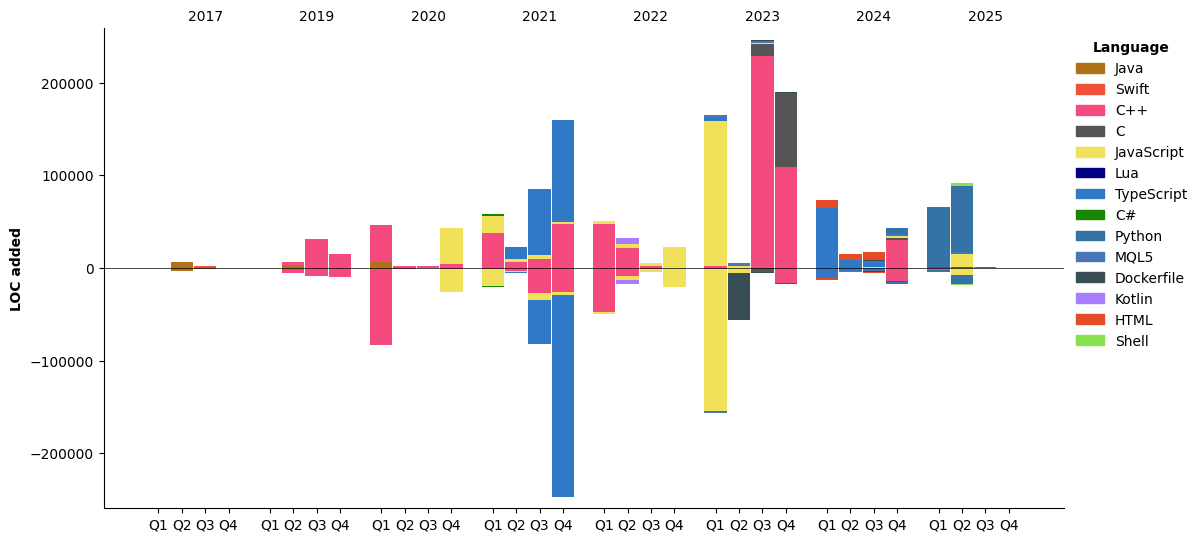 2017 2019 2020 2021 2022 2023 2024 2025
LOC added
200000
100000
0
−100000
−200000
Q1 Q2 Q3 Q4 Q1 Q2 Q3 Q4 Q1 Q2 Q3 Q4 Q1 Q2 Q3 Q4 Q1 Q2 Q3 Q4 Q1 Q2 Q3 Q4 Q1 Q2 Q3 Q4 Q1 Q2 Q3 Q4
Language
Java
Swift
C++
C
JavaScript
Lua
TypeScript
C#
Python
MQL5
Dockerfile
Kotlin
HTML
Shell